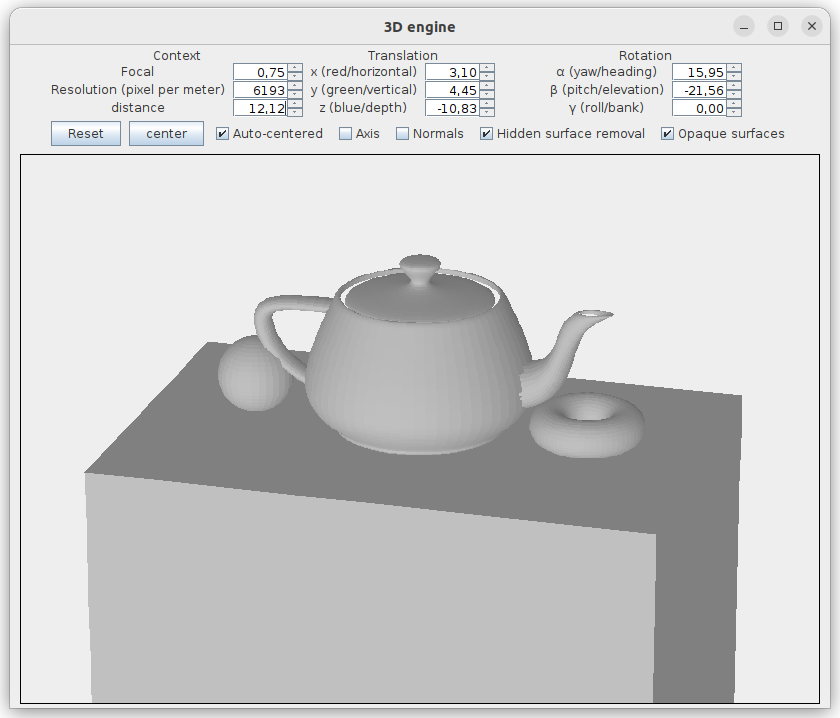 3D engine
Context Translation Rotation
Focal 0,75 x (red/horizontal) 3,10 α (yaw/heading) 15,95
Resolution (pixel per meter) 6193 y (green/vertical) 4,45 β (pitch/elevation) -21,56
distance 12,12 z (blue/depth) -10,83 γ (roll/bank) 0,00
Reset center Auto-centered Axis Normals Hidden surface removal Opaque surfaces